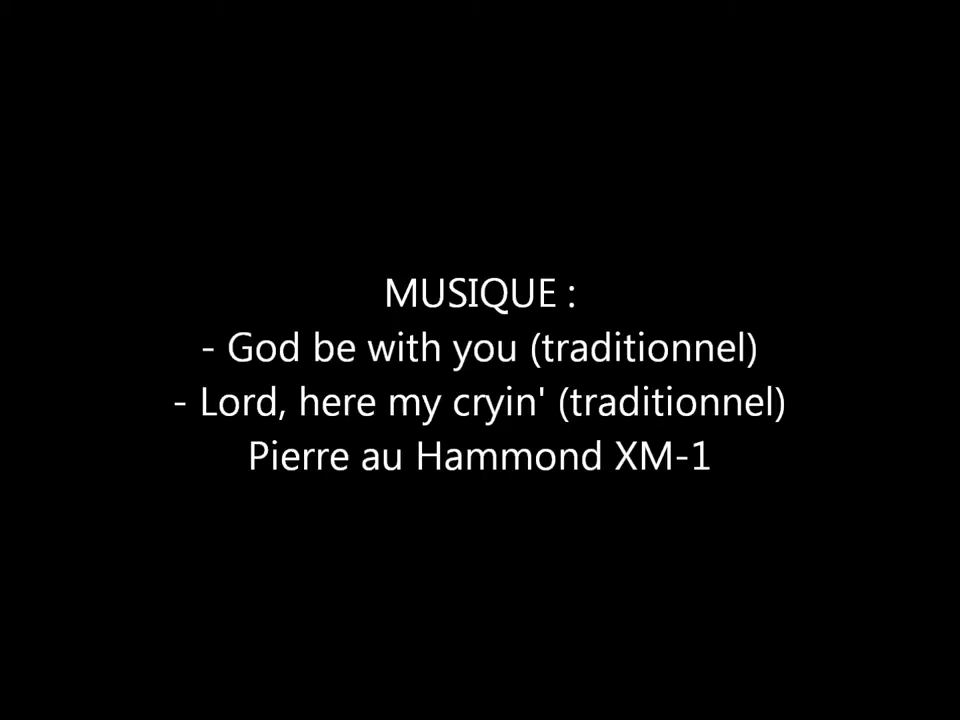 MUSIQUE :
- God be with you (traditionnel)
- Lord, here my cryin' (traditionnel)
Pierre au Hammond XM-1